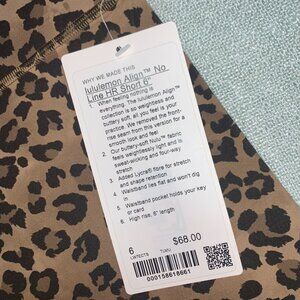 WHY WE MADE THIS
lululemon Align™ No
Line HR Short 6"
1. When feeling nothing is
everything. The lululemon Align™
collection is so weightless and
buttery soft, all you feel is your
practice. We removed the front-
rise seam from this version for a
smooth look.
2. Our buttery-soft Nulu™ fabric
feels weightlessly light and is
sweat-wicking and four-way
stretch
3. Added Lycra® fibre for stretch
and shape retention
4. Waistband lies flat and won't dig
in
5. Waistband pocket holds your key
or card
6. High rise, 6" length
6
$68.00